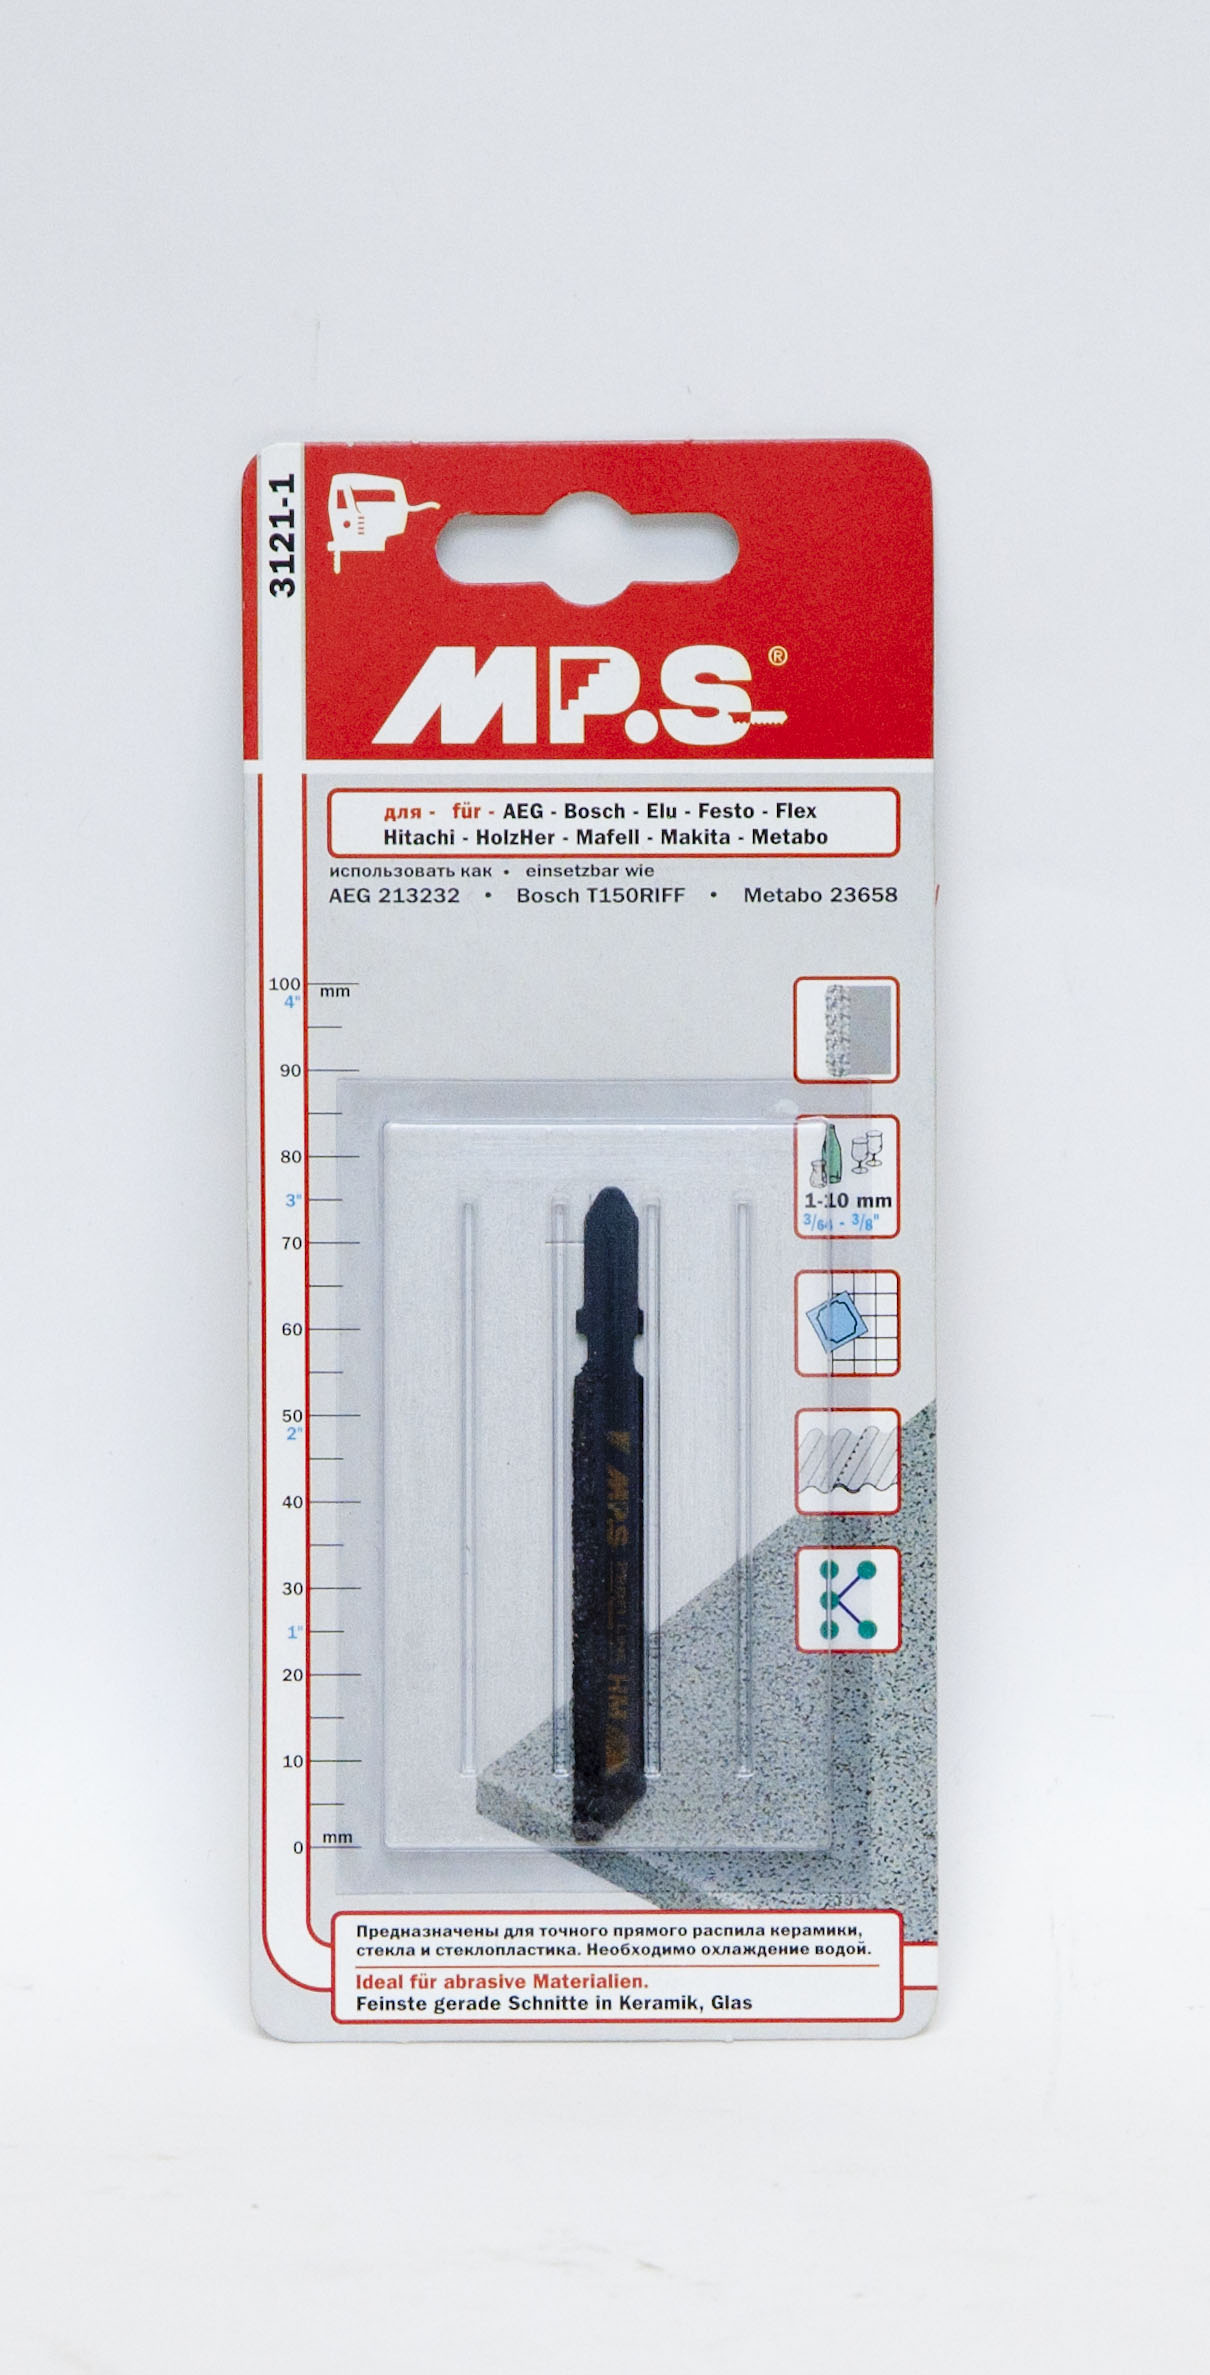 3121-1
MP.S®
для - für - AEG - Bosch - Elu - Festo - Flex
Hitachi - HolzHer - Mafell - Makita - Metabo
использовать как • einsetzbar wie
AEG 213232 • Bosch T150RIFF • Metabo 23658
100 mm
4"
90
80
3"
70
60
50
2"
40
30
1"
20
10
0 mm
1-10 mm
3/64 - 3/8"
MP.S PRO LINE HM
Предназначены для точного прямого распила керамики,
стекла и стеклопластика. Необходимо охлаждение водой.
Ideal für abrasive Materialien.
Feinste gerade Schnitte in Keramik, Glas